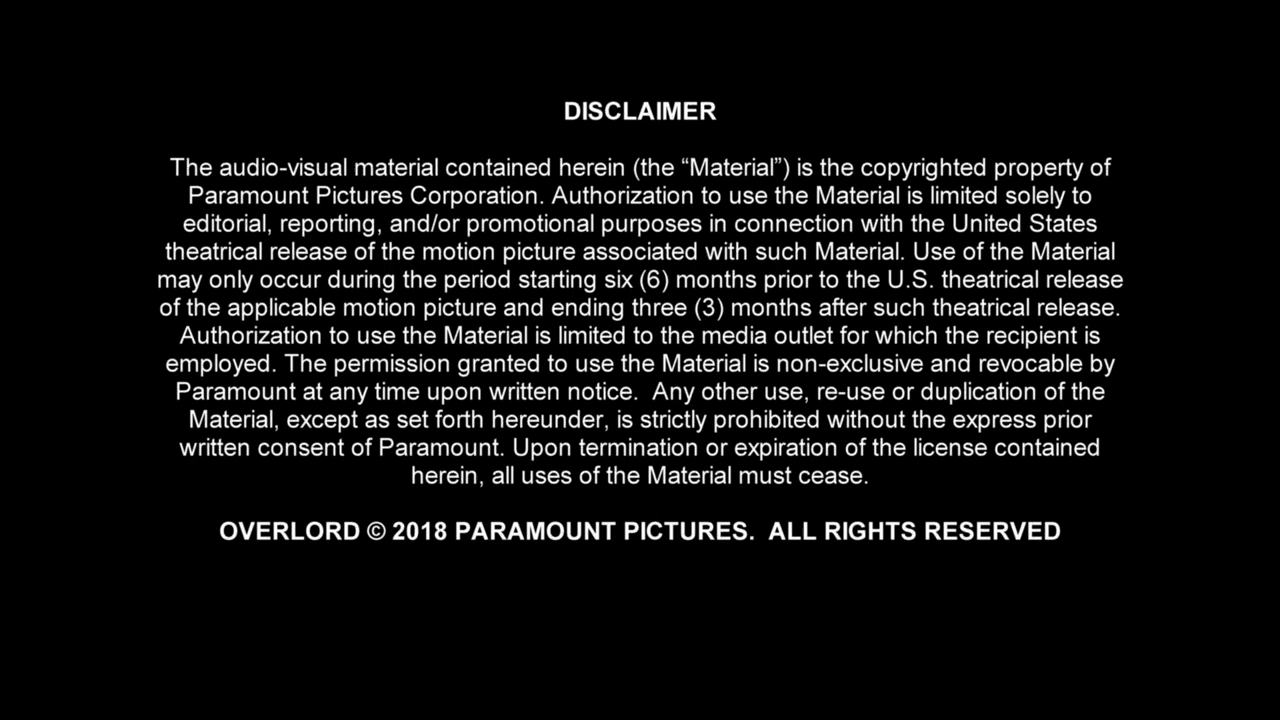 DISCLAIMER
The audio-visual material contained herein (the “Material”) is the copyrighted property of
Paramount Pictures Corporation. Authorization to use the Material is limited solely to
editorial, reporting, and/or promotional purposes in connection with the United States
theatrical release of the motion picture associated with such Material. Use of the Material
may only occur during the period starting six (6) months prior to the U.S. theatrical release
of the applicable motion picture and ending three (3) months after such theatrical release.
Authorization to use the Material is limited to the media outlet for which the recipient is
employed. The permission granted to use the Material is non-exclusive and revocable by
Paramount at any time upon written notice.  Any other use, re-use or duplication of the
Material, except as set forth hereunder, is strictly prohibited without the express prior
written consent of Paramount. Upon termination or expiration of the license contained
herein, all uses of the Material must cease.
OVERLORD © 2018 PARAMOUNT PICTURES.  ALL RIGHTS RESERVED